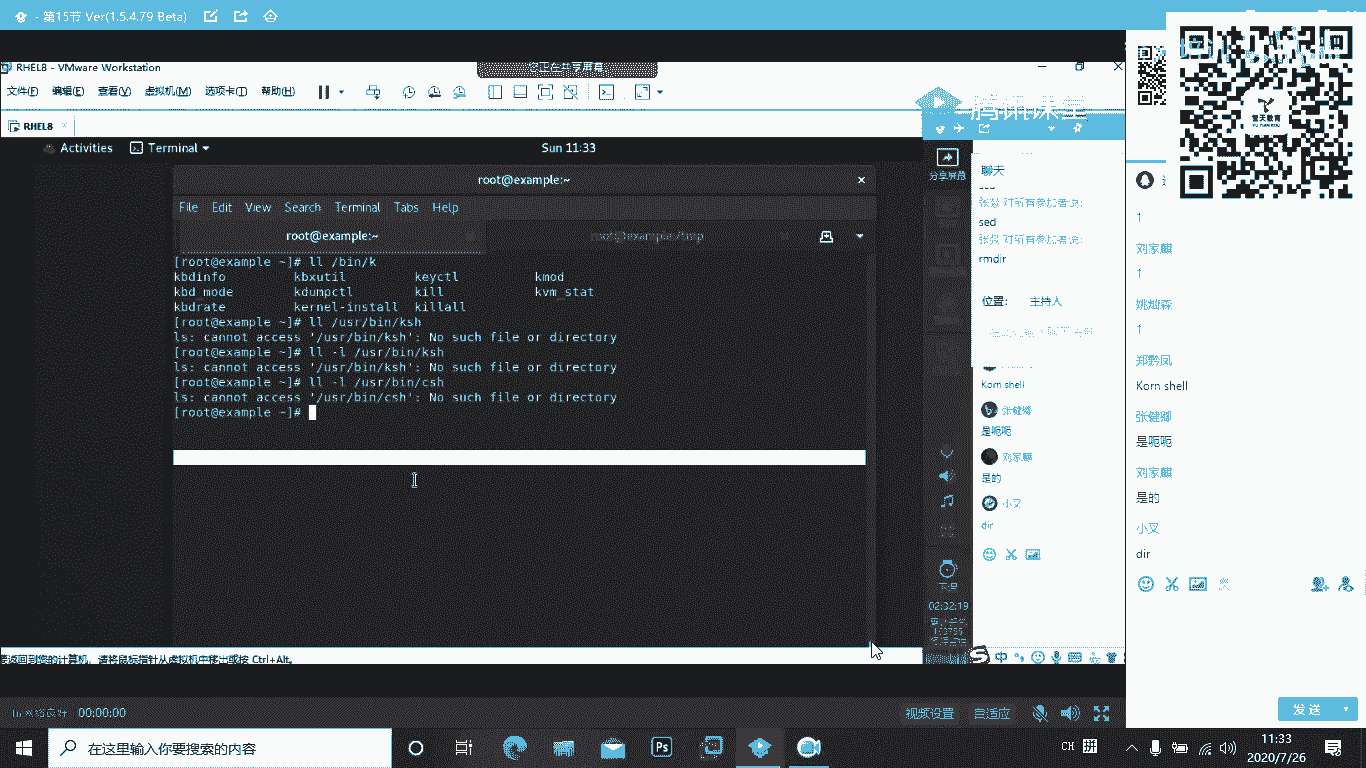 - 第15节 Ver(1.5.4.79 Beta)
RHEL8 - VMware Workstation
您正在共享屏幕
文件(F) 编辑(E) 查看(V) 虚拟机(M) 选项卡(T) 帮助(H)
腾讯课堂
RHEL8
Activities Terminal Sun 11:33
root@example:~
File Edit View Search Terminal Tabs Help
root@example:~ root@example:/tmp
[root@example ~]# ll /bin/k
kbdinfo kbxutil keyctl kmod
kbd_mode kdumpctl kill kvm_stat
kbdrate kernel-install killall
[root@example ~]# ll /usr/bin/ksh
ls: cannot access '/usr/bin/ksh': No such file or directory
[root@example ~]# ll -l /usr/bin/ksh
ls: cannot access '/usr/bin/ksh': No such file or directory
[root@example ~]# ll -l /usr/bin/csh
ls: cannot access '/usr/bin/csh': No such file or directory
[root@example ~]#
分享屏幕
下课
02:32:19
聊天
对所有参加者说:
sed
对所有参加者说:
rmdir
位置: 主持人
Korn shell
张健卿
是呃呃
刘家麒
是的
小叉
dir
誉天教育
↑
刘家麒
↑
姚灿森
↑
郑黔凤
Korn shell
张健卿
是呃呃
刘家麒
是的
小叉
dir
发送
要返回到您的计算机，请将鼠标指针从虚拟机中移出或按 Ctrl+Alt。
网络良好 00:00:00
视频设置 自适应
在这里输入你要搜索的内容
CH
11:33
2020/7/26